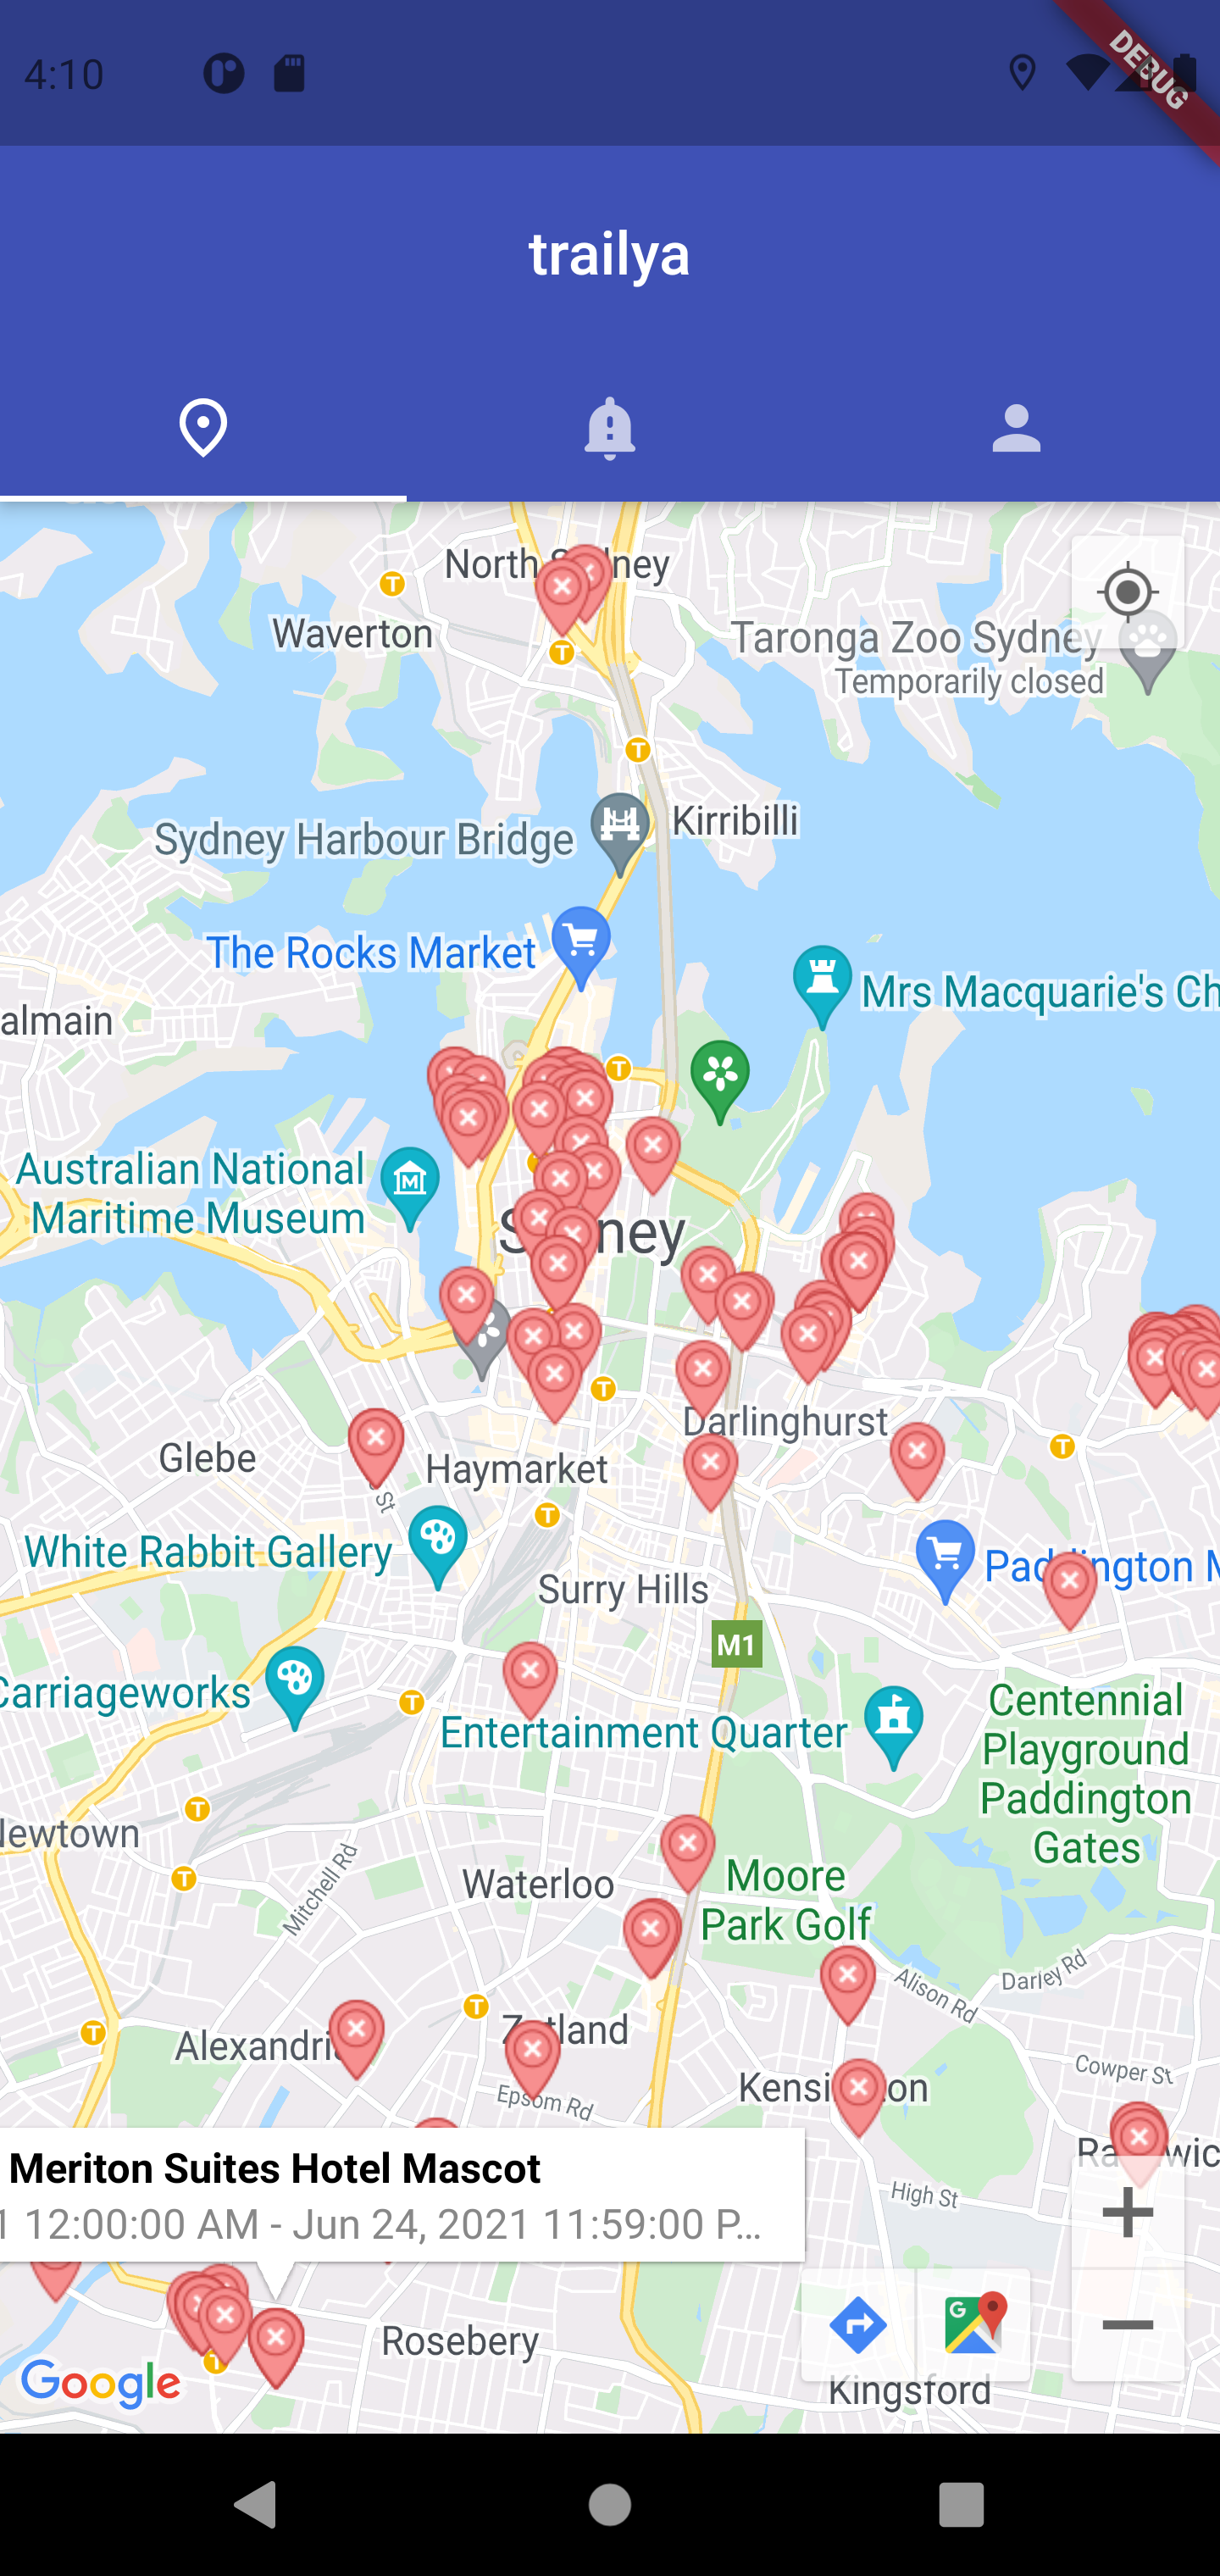 4:10
DEBUG
trailya
North Sydney
Waverton
Taronga Zoo Sydney
Temporarily closed
Sydney Harbour Bridge
Kirribilli
The Rocks Market
Mrs Macquarie's Ch
almain
Australian National
Maritime Museum
Sydney
Darlinghurst
Glebe
Haymarket
St
White Rabbit Gallery
Surry Hills
Paddington M
M1
Carriageworks
Entertainment Quarter
Centennial
Playground
Paddington
Gates
Newtown
Mitchell Rd
Waterloo
Moore
Park Golf
Alison Rd
Darley Rd
Alexandri
Zetland
Epsom Rd
Kensington
Cowper St
Randwic
High St
Meriton Suites Hotel Mascot
1 12:00:00 AM - Jun 24, 2021 11:59:00 P...
Rosebery
Google
Kingsford